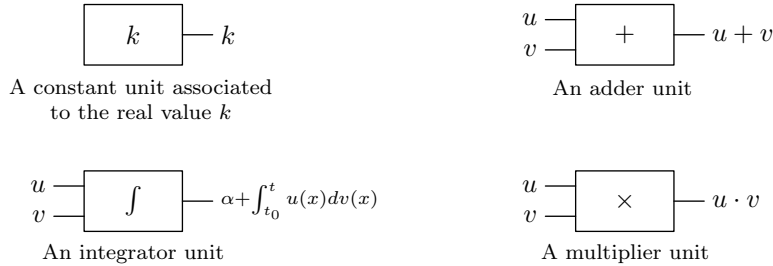 k k
A constant unit associated
to the real value k
u
v + u + v
An adder unit
u
v ∫ α+∫_{t_0}^{t} u(x)dv(x)
An integrator unit
u
v × u · v
A multiplier unit